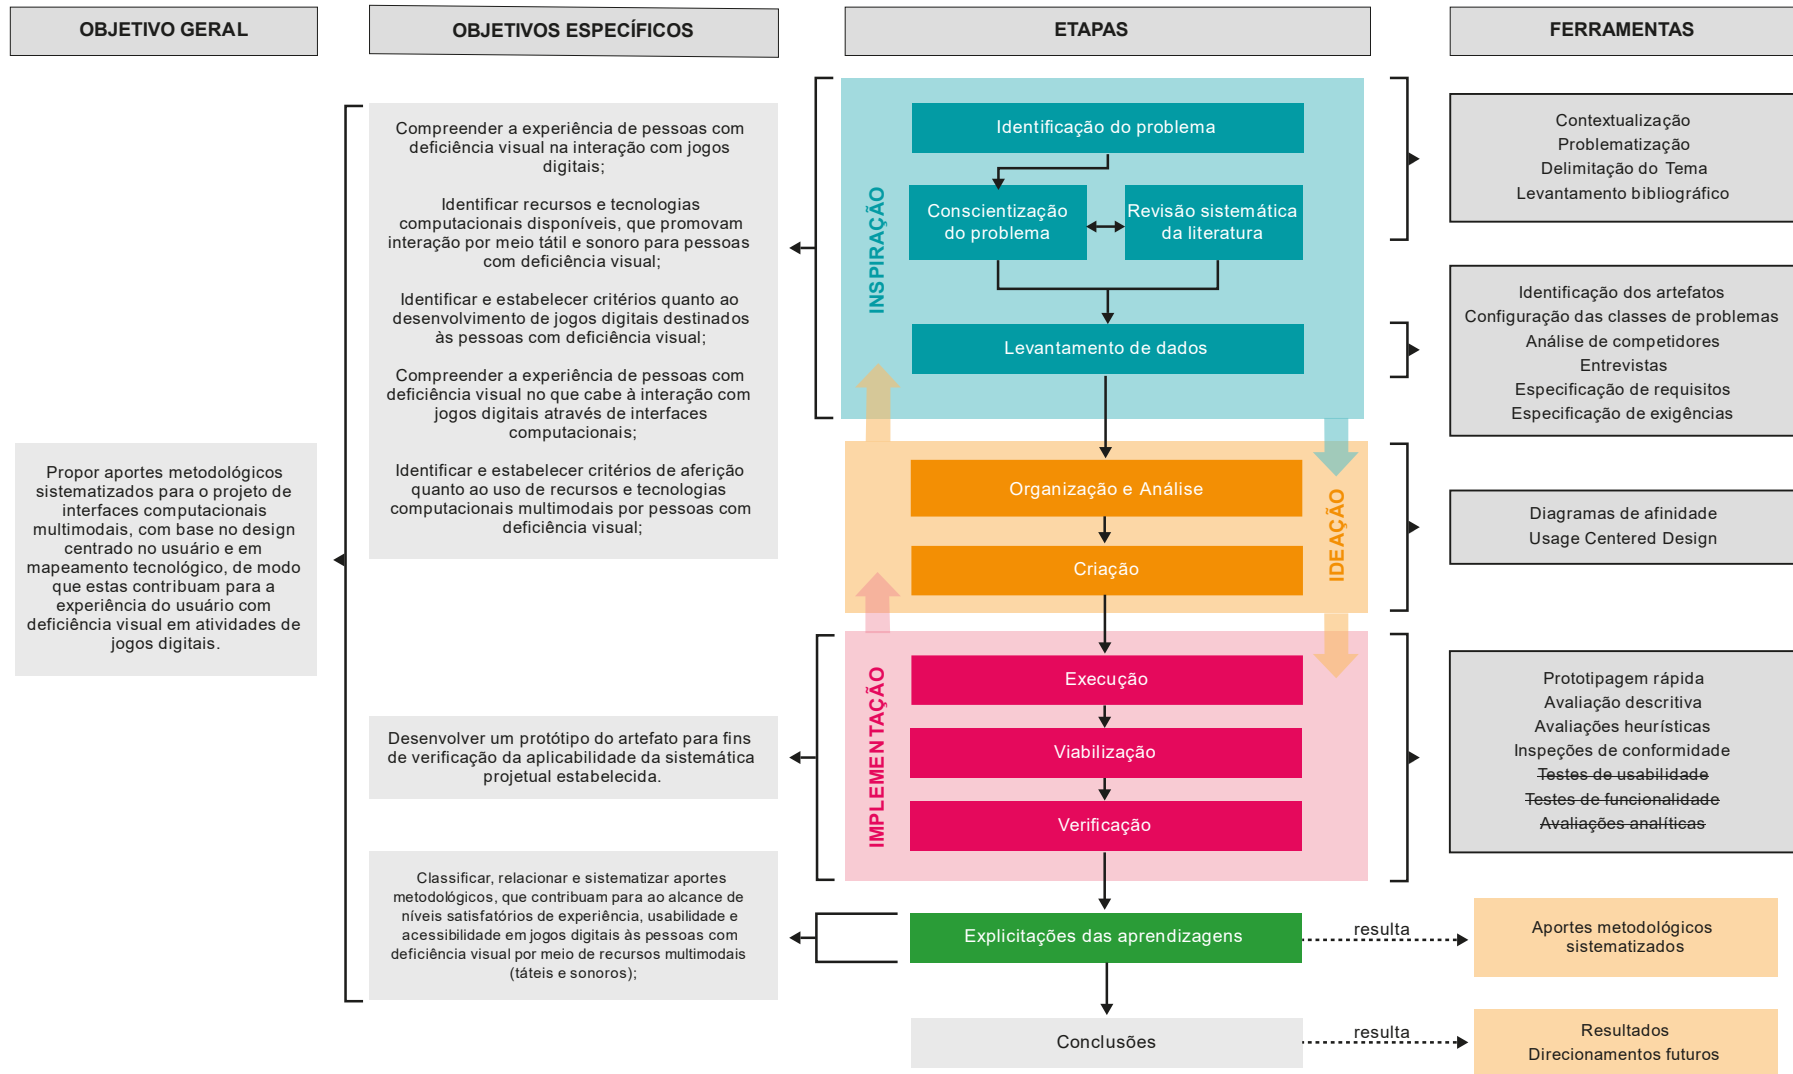 OBJETIVO GERAL
OBJETIVOS ESPECÍFICOS
ETAPAS
FERRAMENTAS
Propor aportes metodológicos
sistematizados para o projeto de
interfaces computacionais
multimodais, com base no design
centrado no usuário e em
mapeamento tecnológico, de modo
que estas contribuam para a
experiência do usuário com
deficiência visual em atividades de
jogos digitais.
Compreender a experiência de pessoas com
deficiência visual na interação com jogos
digitais;
Identificar recursos e tecnologias
computacionais disponíveis, que promovam
interação por meio tátil e sonoro para pessoas
com deficiência visual;
Identificar e estabelecer critérios quanto ao
desenvolvimento de jogos digitais destinados
às pessoas com deficiência visual;
Compreender a experiência de pessoas com
deficiência visual no que cabe à interação com
jogos digitais através de interfaces
computacionais;
Identificar e estabelecer critérios de aferição
quanto ao uso de recursos e tecnologias
computacionais multimodais por pessoas com
deficiência visual;
Desenvolver um protótipo do artefato para fins
de verificação da aplicabilidade da sistemática
projetual estabelecida.
Classificar, relacionar e sistematizar aportes
metodológicos, que contribuam para ao alcance de
níveis satisfatórios de experiência, usabilidade e
acessibilidade em jogos digitais às pessoas com
deficiência visual por meio de recursos multimodais
(táteis e sonoros);
INSPIRAÇÃO
Identificação do problema
Conscientização
do problema
Revisão sistemática
da literatura
Levantamento de dados
IDEAÇÃO
Organização e Análise
Criação
IMPLEMENTAÇÃO
Execução
Viabilização
Verificação
Explicitações das aprendizagens
resulta
Conclusões
resulta
Contextualização
Problematização
Delimitação do Tema
Levantamento bibliográfico
Identificação dos artefatos
Configuração das classes de problemas
Análise de competidores
Entrevistas
Especificação de requisitos
Especificação de exigências
Diagramas de afinidade
Usage Centered Design
Prototipagem rápida
Avaliação descritiva
Avaliações heurísticas
Inspeções de conformidade
Testes de usabilidade
Testes de funcionalidade
Avaliações analíticas
Aportes metodológicos
sistematizados
Resultados
Direcionamentos futuros